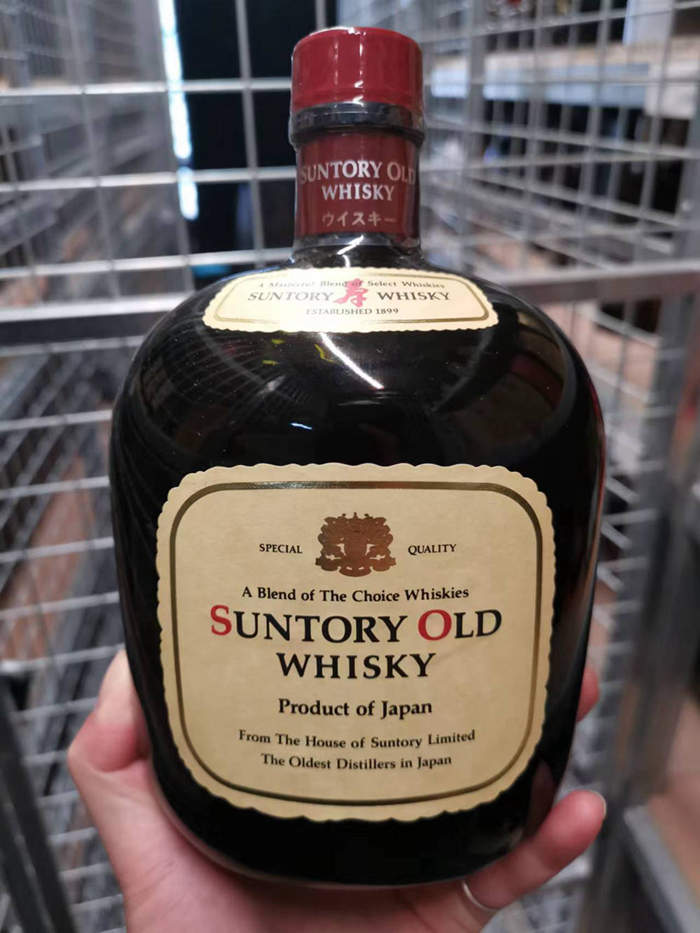 SUNTORY OLD
WHISKY
ウイスキー
A Masterful Blend of Select Whiskies
SUNTORY 寿 WHISKY
ESTABLISHED 1899
SPECIAL QUALITY
A Blend of The Choice Whiskies
SUNTORY OLD
WHISKY
Product of Japan
From The House of Suntory Limited
The Oldest Distillers in Japan